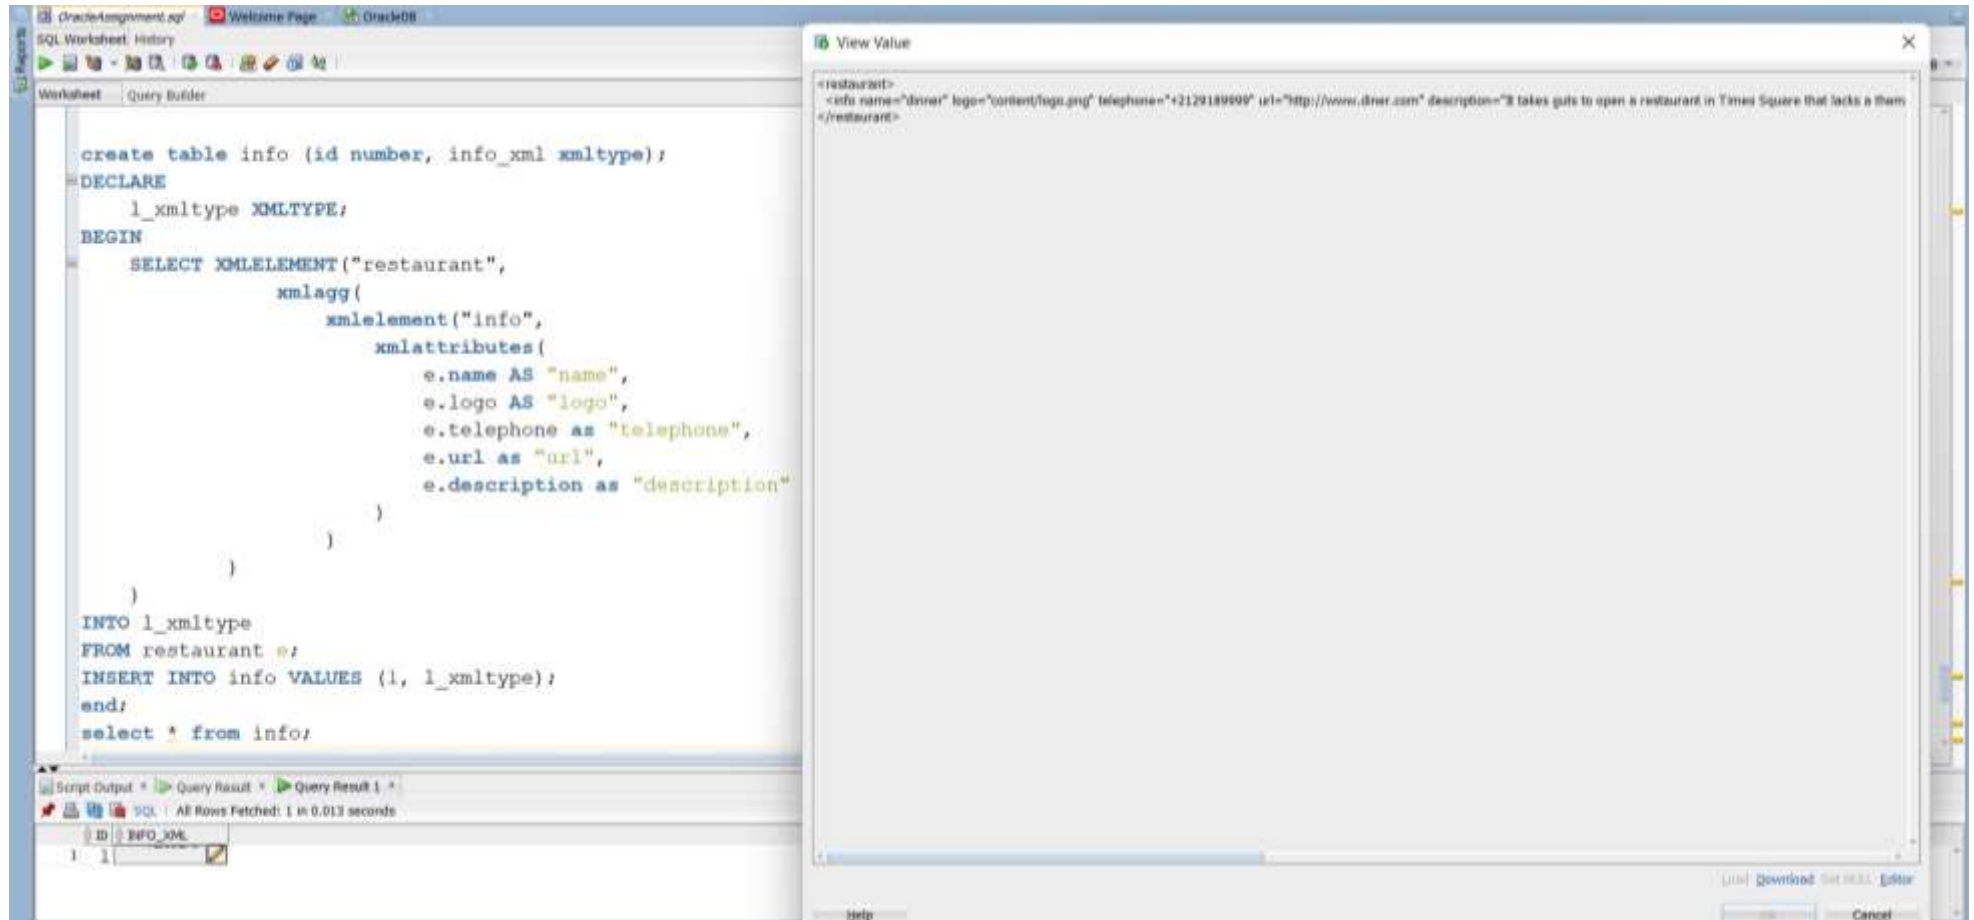 OracleAssignment.sql Welcome Page OracleDB
SQL Worksheet History
Reports
Worksheet Query Builder
create table info (id number, info_xml xmltype);
DECLARE
l_xmltype XMLTYPE;
BEGIN
SELECT XMLELEMENT("restaurant",
xmlagg(
xmlelement("info",
xmlattributes(
e.name AS "name",
e.logo AS "logo",
e.telephone as "telephone",
e.url as "url",
e.description as "description"
)
)
)
)
INTO l_xmltype
FROM restaurant e;
INSERT INTO info VALUES (1, l_xmltype);
end;
select * from info;
Script Output Query Result Query Result 1
SQL All Rows Fetched: 1 in 0.013 seconds
ID INFO_XML
1 1
View Value
<restaurant>
<info name="dinner" logo="content/logo.png" telephone="+2129189999" url="http://www.diner.com" description="It takes guts to open a restaurant in Times Square that lacks a them
</restaurant>
Load Download Set NULL Editor
Help Cancel